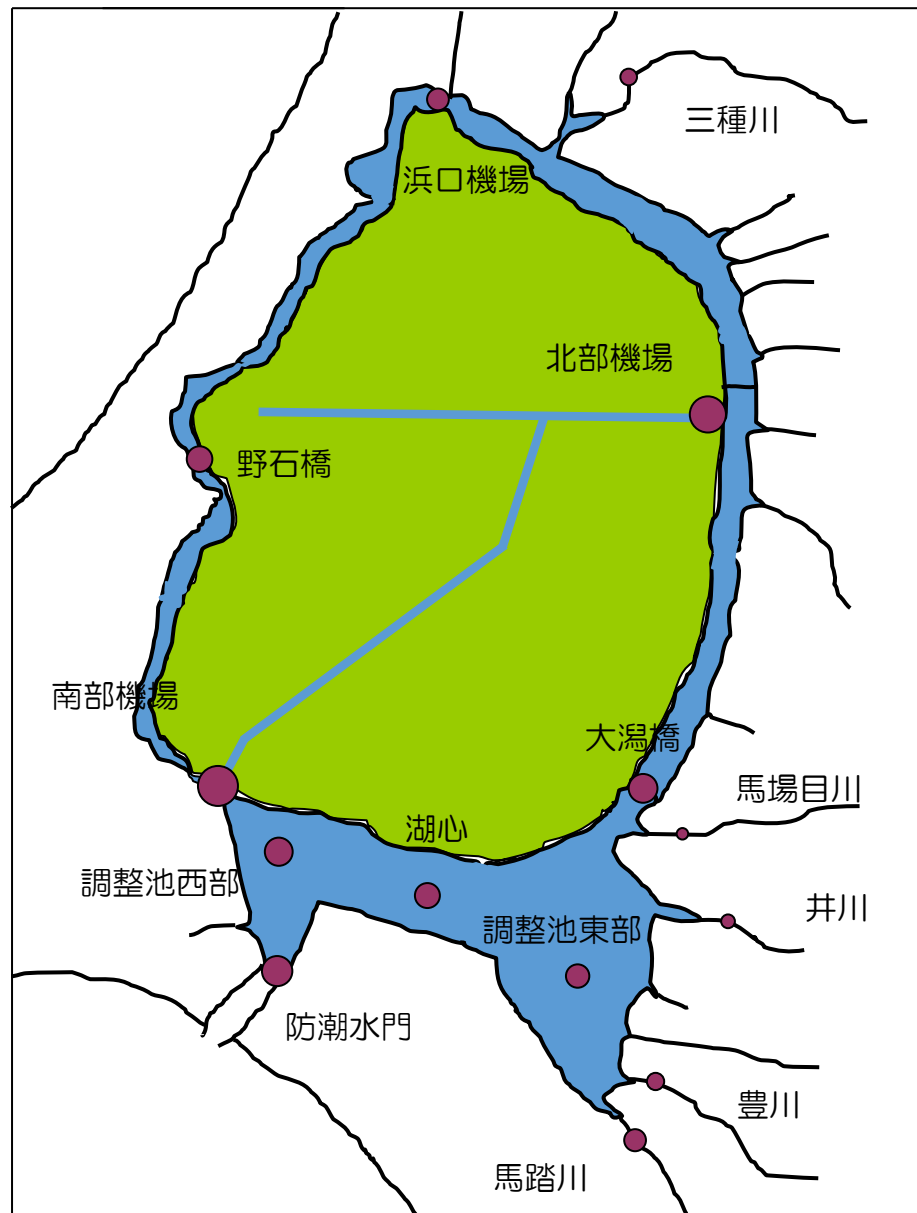 三種川
浜口機場
北部機場
野石橋
南部機場
大潟橋
馬場目川
湖心
調整池西部
井川
調整池東部
防潮水門
豊川
馬踏川